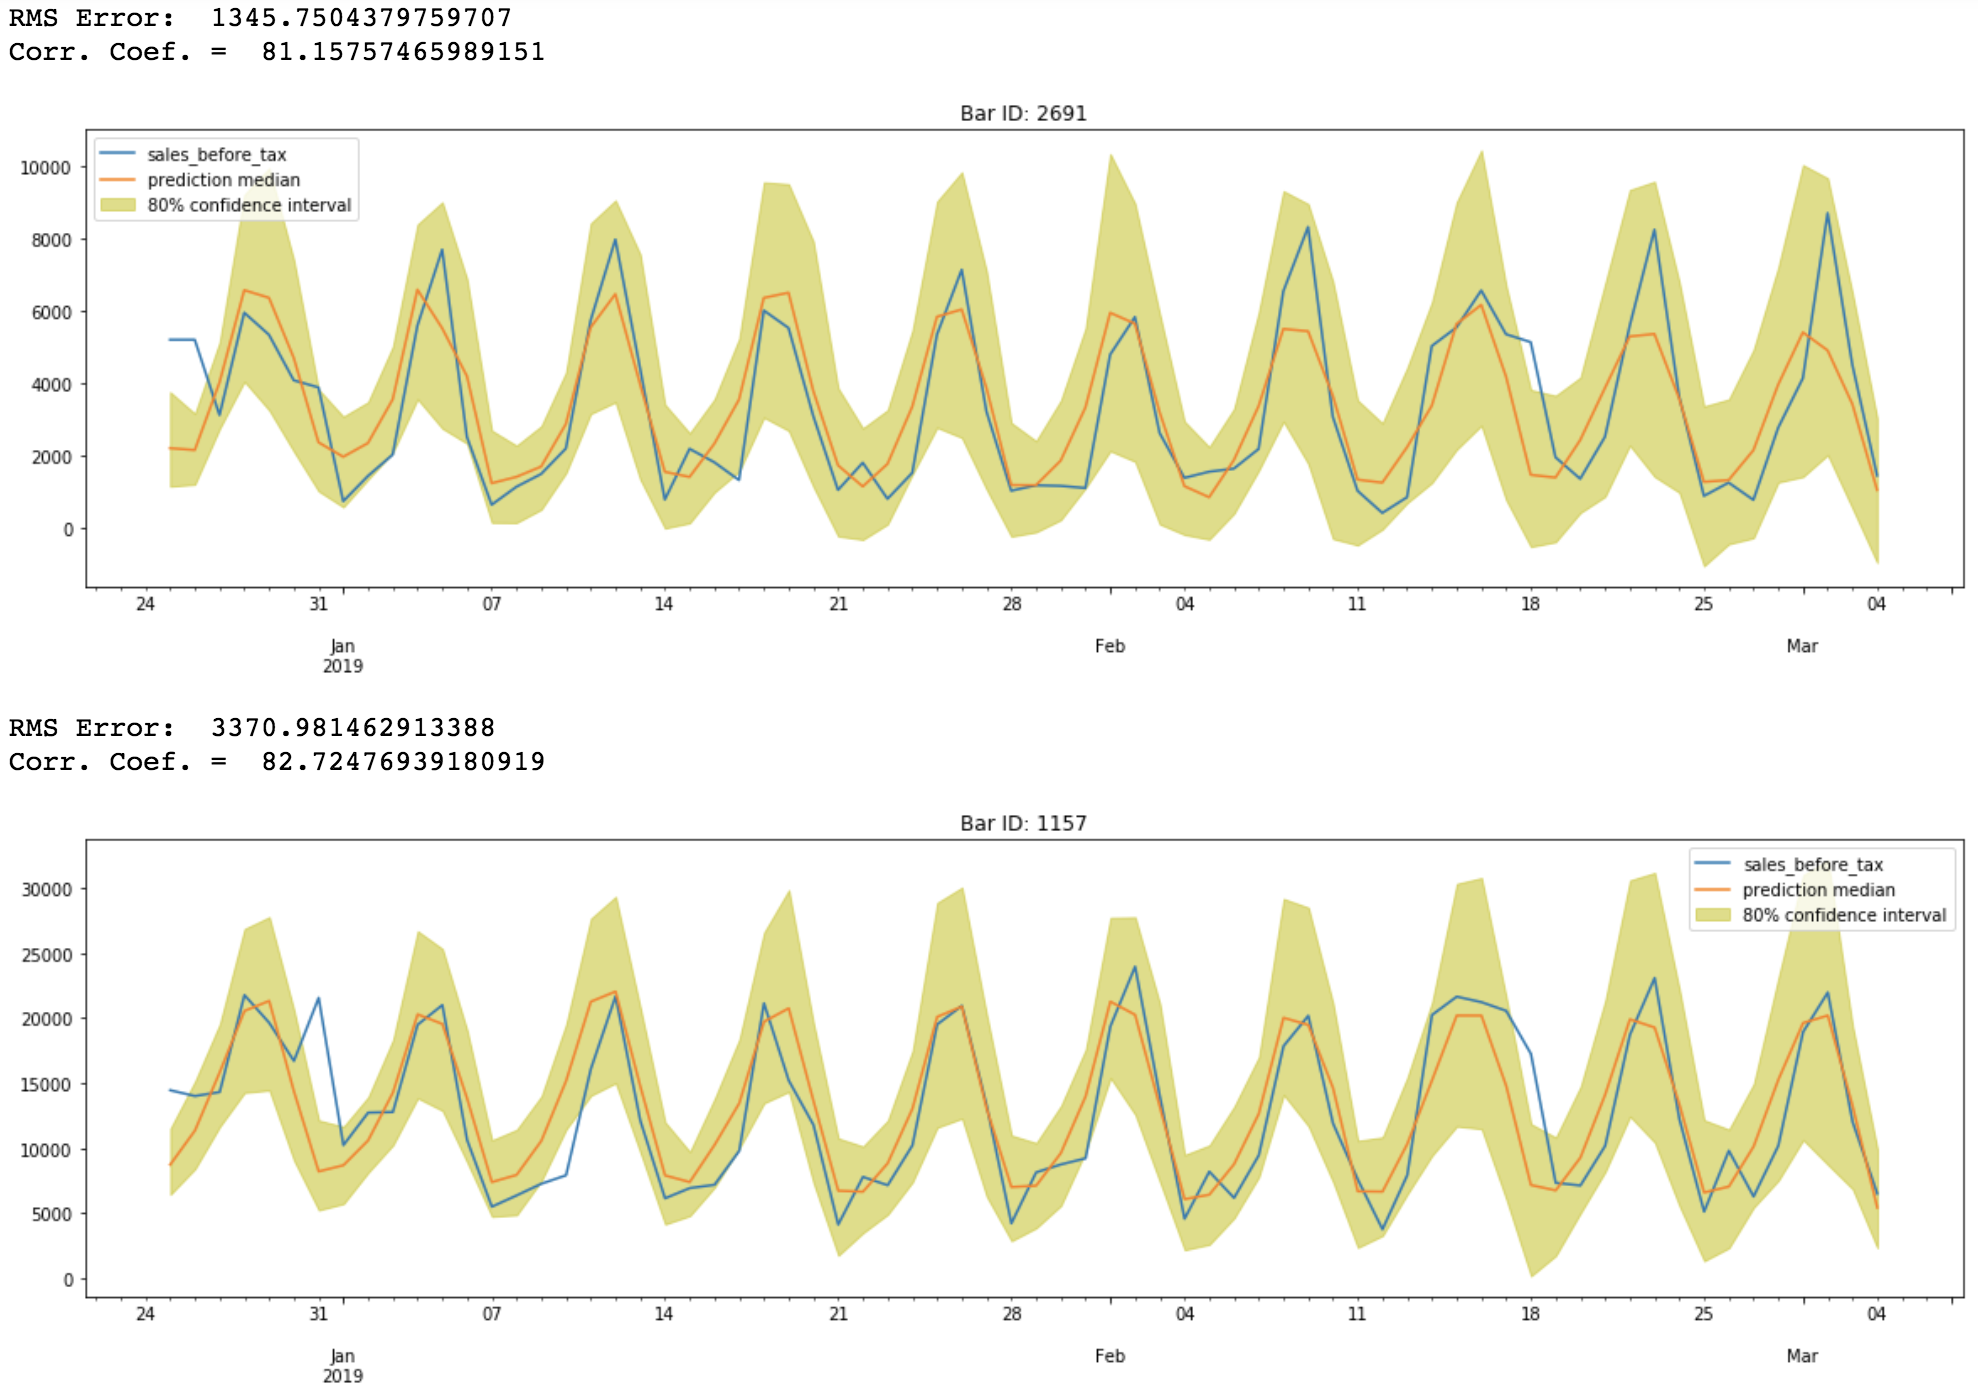 RMS Error:  1345.7504379759707
Corr. Coef. =  81.15757465989151
Bar ID: 2691
sales_before_tax
prediction median
80% confidence interval
10000
8000
6000
4000
2000
0
24 31 07 14 21 28 04 11 18 25 04
Jan Feb Mar
2019
RMS Error:  3370.981462913388
Corr. Coef. =  82.72476939180919
Bar ID: 1157
sales_before_tax
prediction median
80% confidence interval
30000
25000
20000
15000
10000
5000
0
24 31 07 14 21 28 04 11 18 25 04
Jan Feb Mar
2019